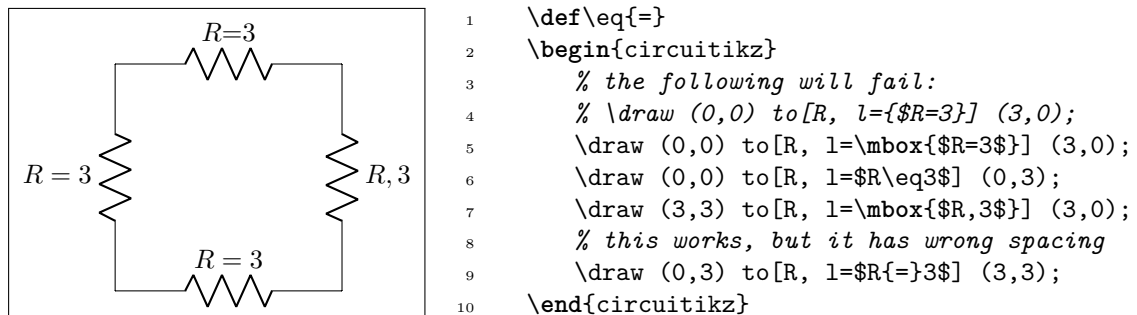 R=3
R = 3
R, 3
R = 3
1 \def\eq{=}
2 \begin{circuitikz}
3 % the following will fail:
4 % \draw (0,0) to[R, l={$R=3}] (3,0);
5 \draw (0,0) to[R, l=\mbox{$R=3$}] (3,0);
6 \draw (0,0) to[R, l=$R\eq3$] (0,3);
7 \draw (3,3) to[R, l=\mbox{$R,3$}] (3,0);
8 % this works, but it has wrong spacing
9 \draw (0,3) to[R, l=$R{=}3$] (3,3);
10 \end{circuitikz}